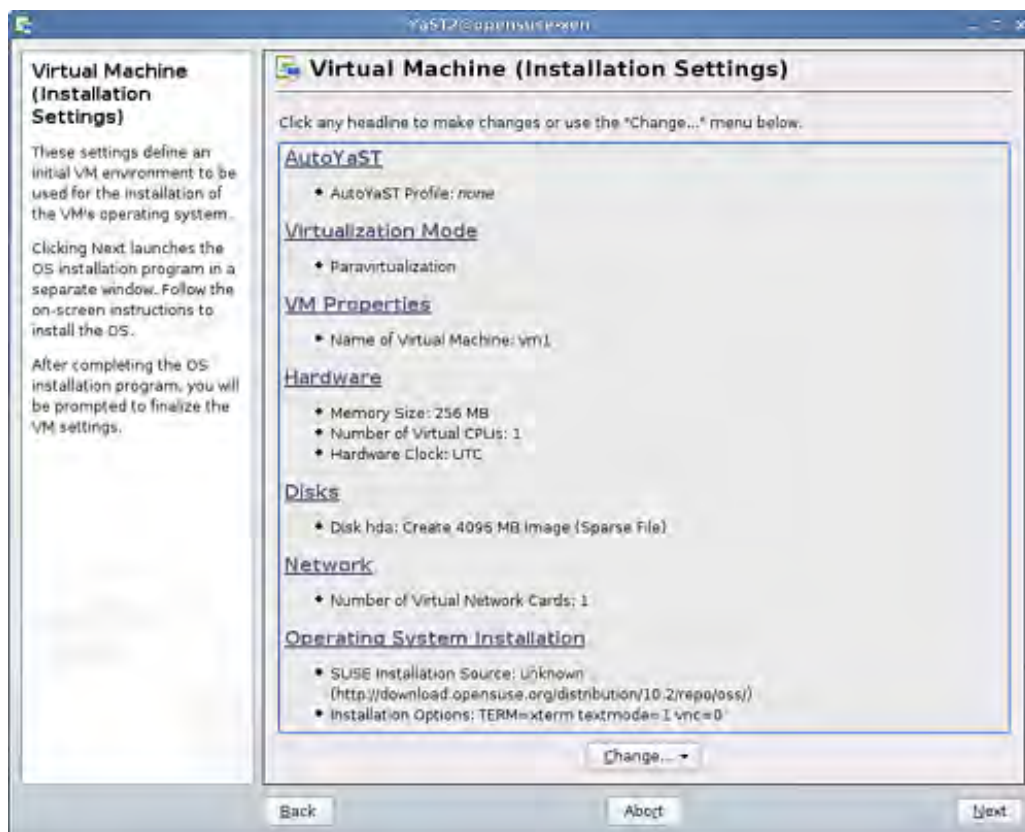 YaST2@opensuse-xen
Virtual Machine
(Installation
Settings)
These settings define an
initial VM environment to be
used for the installation of
the VM's operating system.
Clicking Next launches the
OS installation program in a
separate window. Follow the
on-screen instructions to
install the OS.
After completing the OS
installation program, you will
be prompted to finalize the
VM settings.
Virtual Machine (Installation Settings)
Click any headline to make changes or use the "Change..." menu below.
AutoYaST
• AutoYaST Profile: none
Virtualization Mode
• Paravirtualization
VM Properties
• Name of Virtual Machine: vm1
Hardware
• Memory Size: 256 MB
• Number of Virtual CPUs: 1
• Hardware Clock: UTC
Disks
• Disk hda: Create 4096 MB Image (Sparse File)
Network
• Number of Virtual Network Cards: 1
Operating System Installation
• SUSE Installation Source: unknown
(http://download.opensuse.org/distribution/10.2/repo/oss/)
• Installation Options: TERM=xterm textmode=1 vnc=0
Change...
Back
Abort
Next